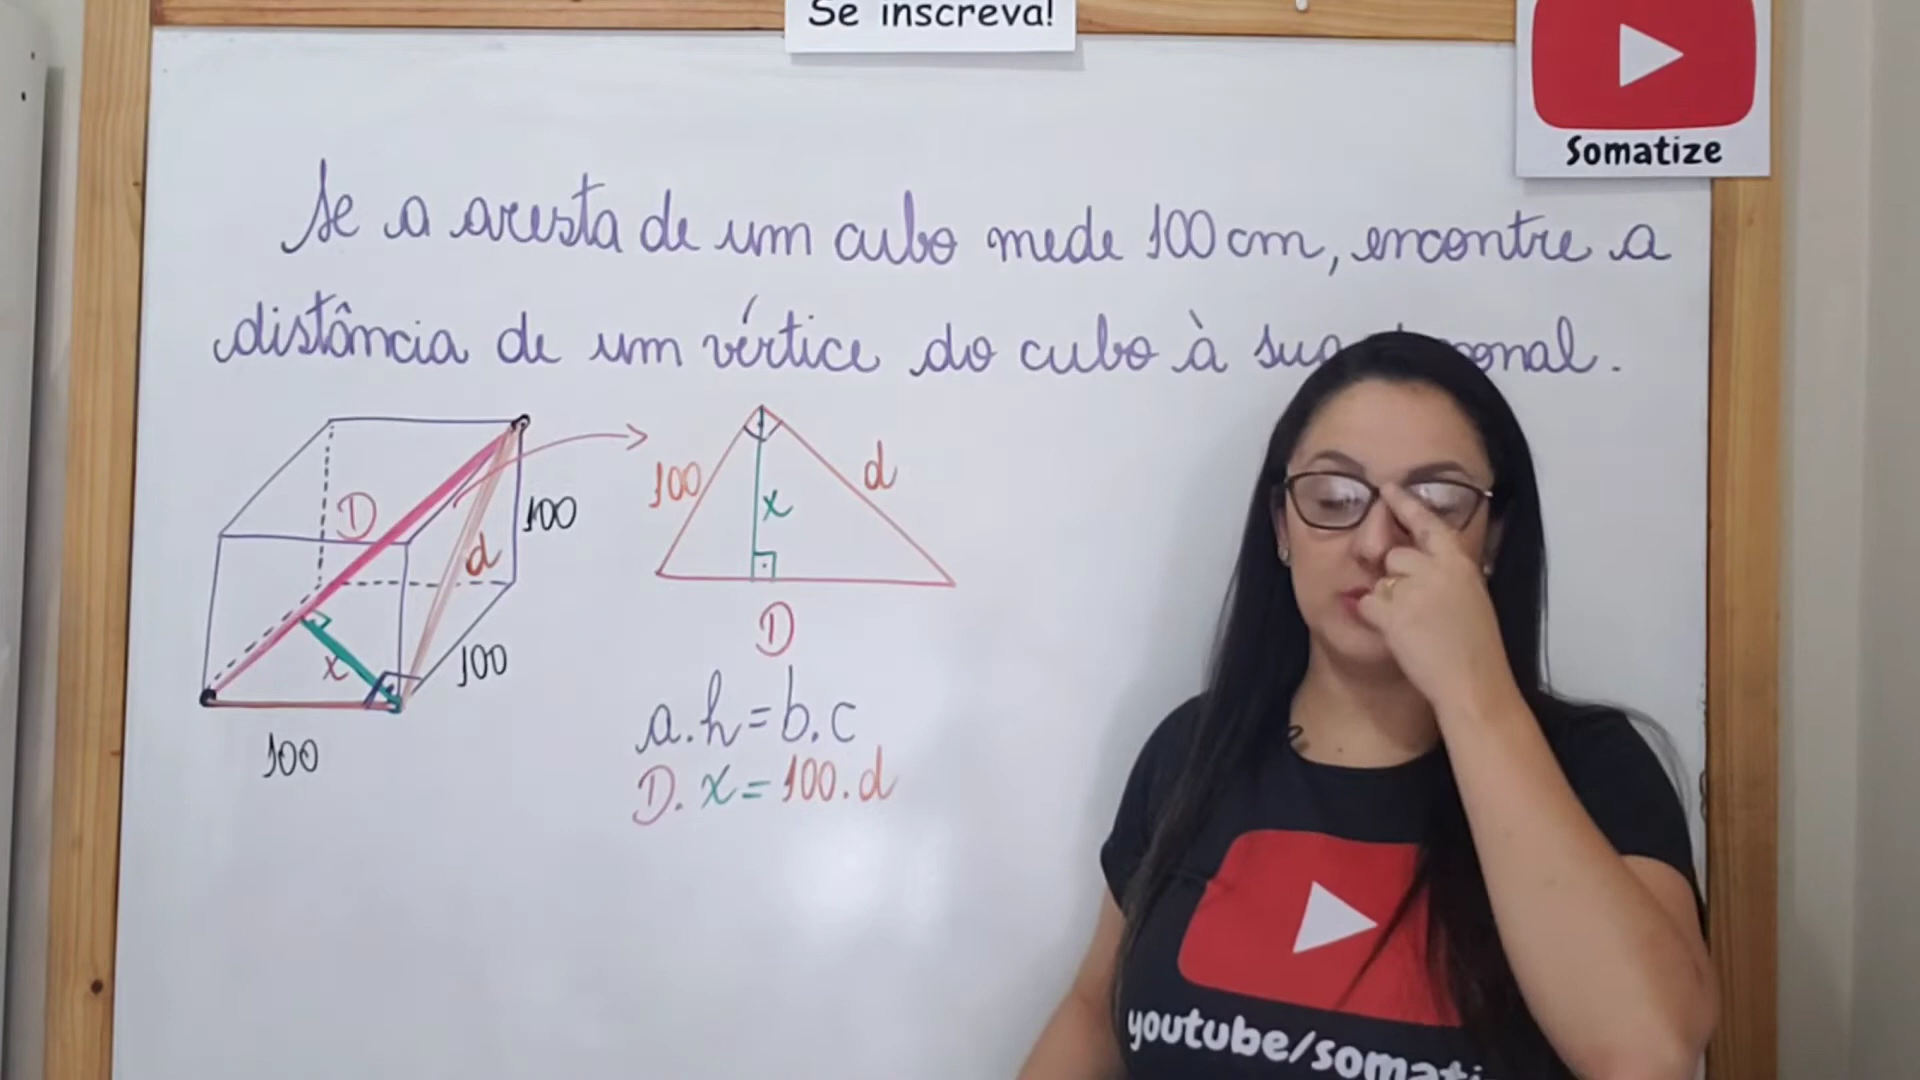 Se inscreva!
Somatize
Se a aresta de um cubo mede 100 cm, encontre a
distância de um vértice do cubo à sua
D
100
d
x
100
100
100
d
x
D
a.h=b.c
D.x=100.d
youtube/somati